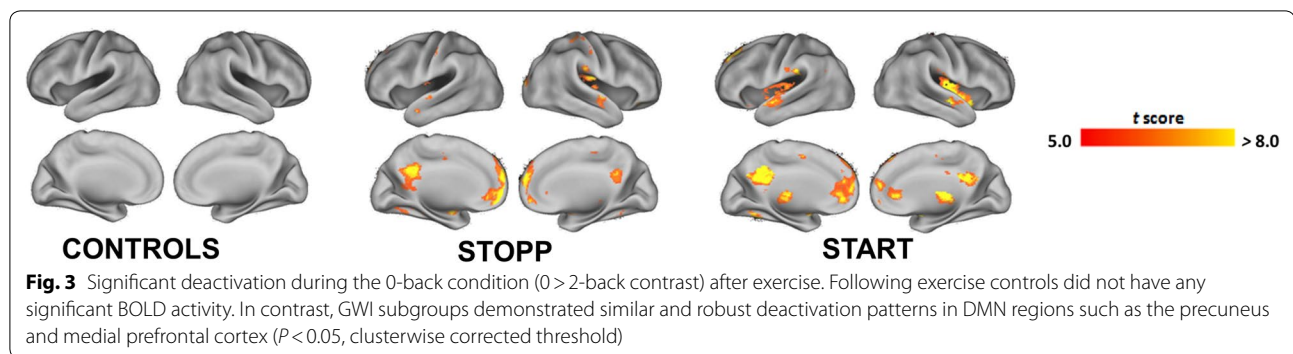 t score
5.0 > 8.0
CONTROLS STOPP START
Fig. 3 Significant deactivation during the 0-back condition (0 > 2-back contrast) after exercise. Following exercise controls did not have any
significant BOLD activity. In contrast, GWI subgroups demonstrated similar and robust deactivation patterns in DMN regions such as the precuneus
and medial prefrontal cortex (P < 0.05, clusterwise corrected threshold)